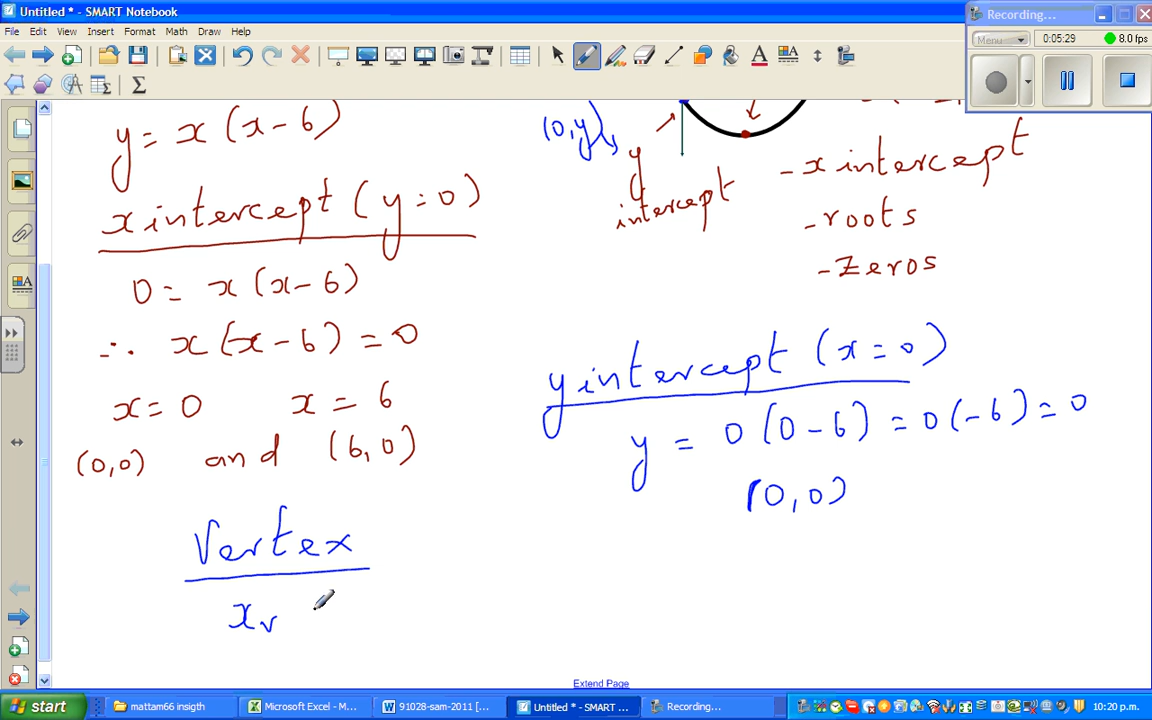 Untitled * - SMART Notebook
Recording...
File Edit View Insert Format Math Draw Help
Menu
0:05:29
8.0 fps
y = x (x - 6)
x intercept ( y = 0 )
0 = x (x - 6)
∴ x (x - 6) = 0
x = 0 x = 6
(0,0) and (6,0)
Vertex
xv
(0,y)
y
intercept
- x intercept
- roots
- Zeros
y intercept ( x = 0 )
y = 0 (0 - 6) = 0 (- 6) = 0
(0,0)
Extend Page
start
mattam66 insigth
Microsoft Excel - M...
91028-sam-2011 [...
Untitled * - SMART ...
Recording...
10:20 p.m.